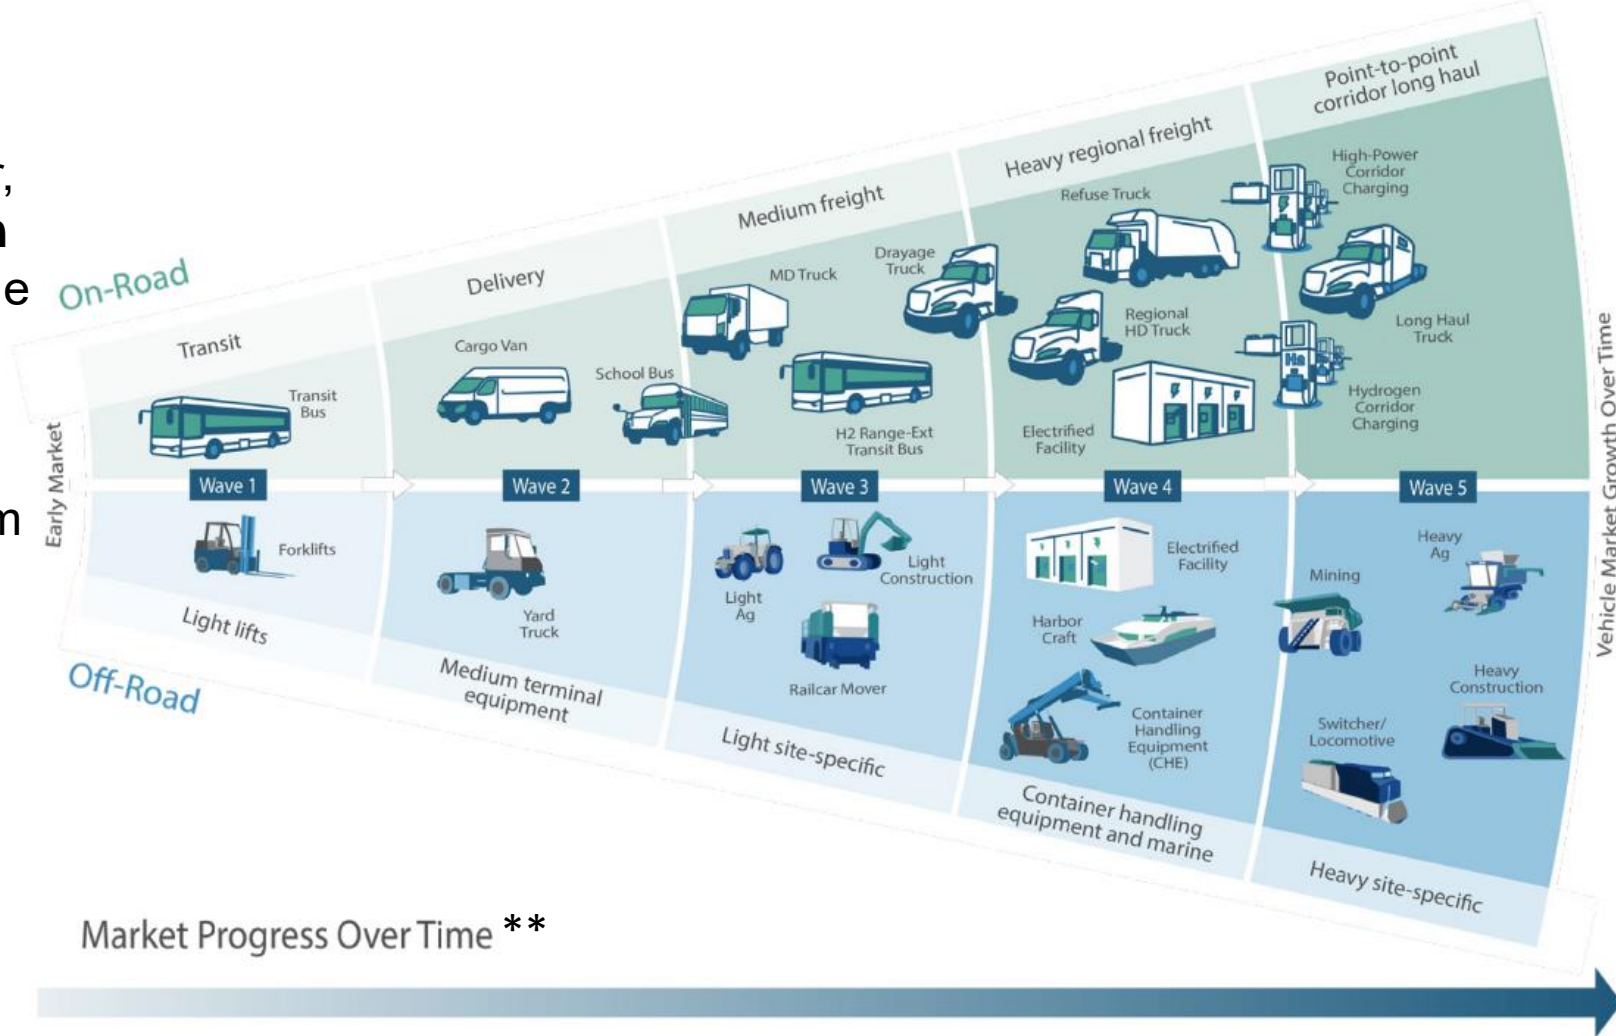 Point-to-point
corridor long haul
Heavy regional freight
Medium freight
Delivery
Transit
On-Road
High-Power
Corridor
Charging
Refuse Truck
Drayage
Truck
MD Truck
Regional
HD Truck
Long Haul
Truck
Cargo Van
School Bus
Transit
Bus
H2 Range-Ext
Transit Bus
Electrified
Facility
H2
Hydrogen
Corridor
Charging
Early Market
Vehicle Market Growth Over Time
Wave 1
Wave 2
Wave 3
Wave 4
Wave 5
Forklifts
Yard
Truck
Light
Ag
Light
Construction
Railcar Mover
Electrified
Facility
Harbor
Craft
Container
Handling
Equipment
(CHE)
Mining
Heavy
Ag
Heavy
Construction
Switcher/
Locomotive
Light lifts
Off-Road
Medium terminal
equipment
Light site-specific
Container handling
equipment and marine
Heavy site-specific
Market Progress Over Time **